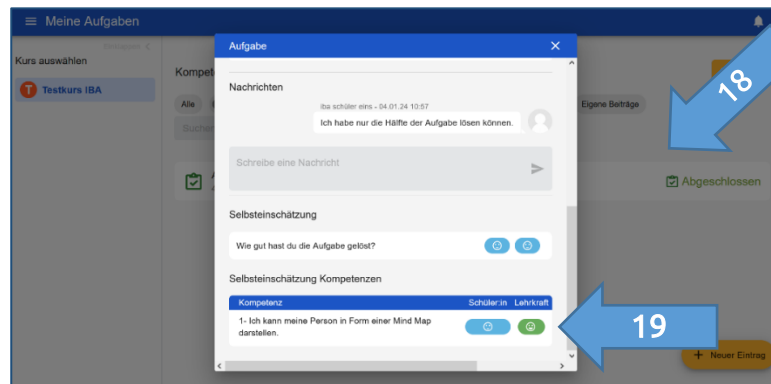 Meine Aufgaben
Kurs auswählen
T Testkurs IBA
Kompet
Alle
Suche
Eigene Beiträge
Abgeschlossen
+ Neuer Eintrag
Aufgabe
Nachrichten
iba schüler eins - 04.01.24 10:57
Ich habe nur die Hälfte der Aufgabe lösen können.
Schreibe eine Nachricht
Selbsteinschätzung
Wie gut hast du die Aufgabe gelöst?
Selbsteinschätzung Kompetenzen
Kompetenz Schüler:in Lehrkraft
1- Ich kann meine Person in Form einer Mind Map
darstellen.
18
19